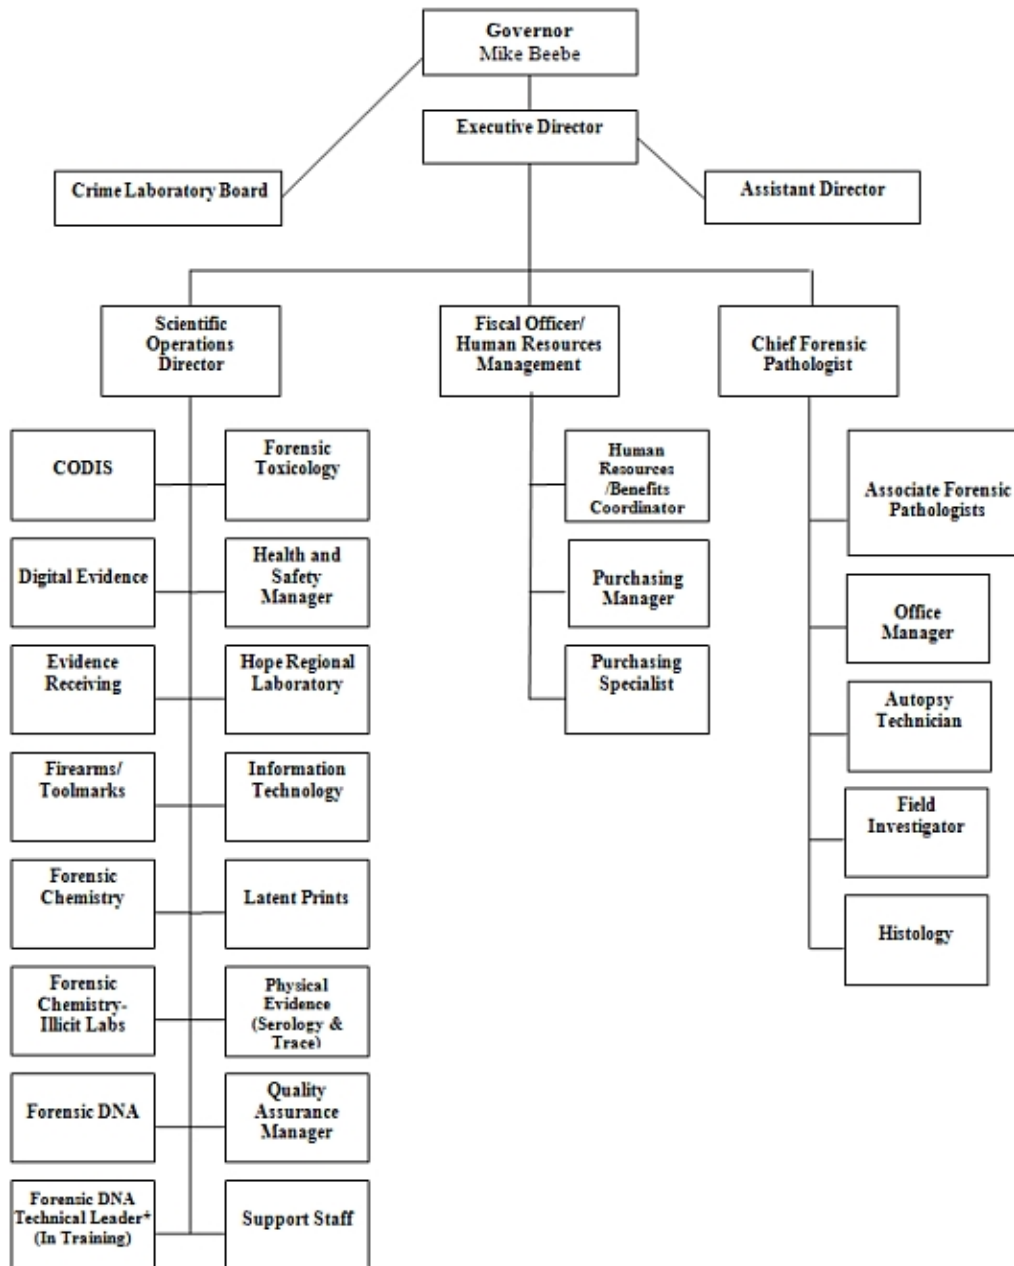 Governor
Mike Beebe
Executive Director
Crime Laboratory Board
Assistant Director
Scientific
Operations
Director
Fiscal Officer/
Human Resources
Management
Chief Forensic
Pathologist
CODIS
Forensic
Toxicology
Human
Resources
/Benefits
Coordinator
Associate Forensic
Pathologists
Digital Evidence
Health and
Safety
Manager
Purchasing
Manager
Office
Manager
Evidence
Receiving
Hope Regional
Laboratory
Purchasing
Specialist
Autopsy
Technician
Firearms/
Toolmarks
Information
Technology
Field
Investigator
Forensic
Chemistry
Latent Prints
Histology
Forensic
Chemistry-
Illicit Labs
Physical
Evidence
(Serology &
Trace)
Forensic DNA
Quality
Assurance
Manager
Forensic DNA
Technical Leader*
(In Training)
Support Staff